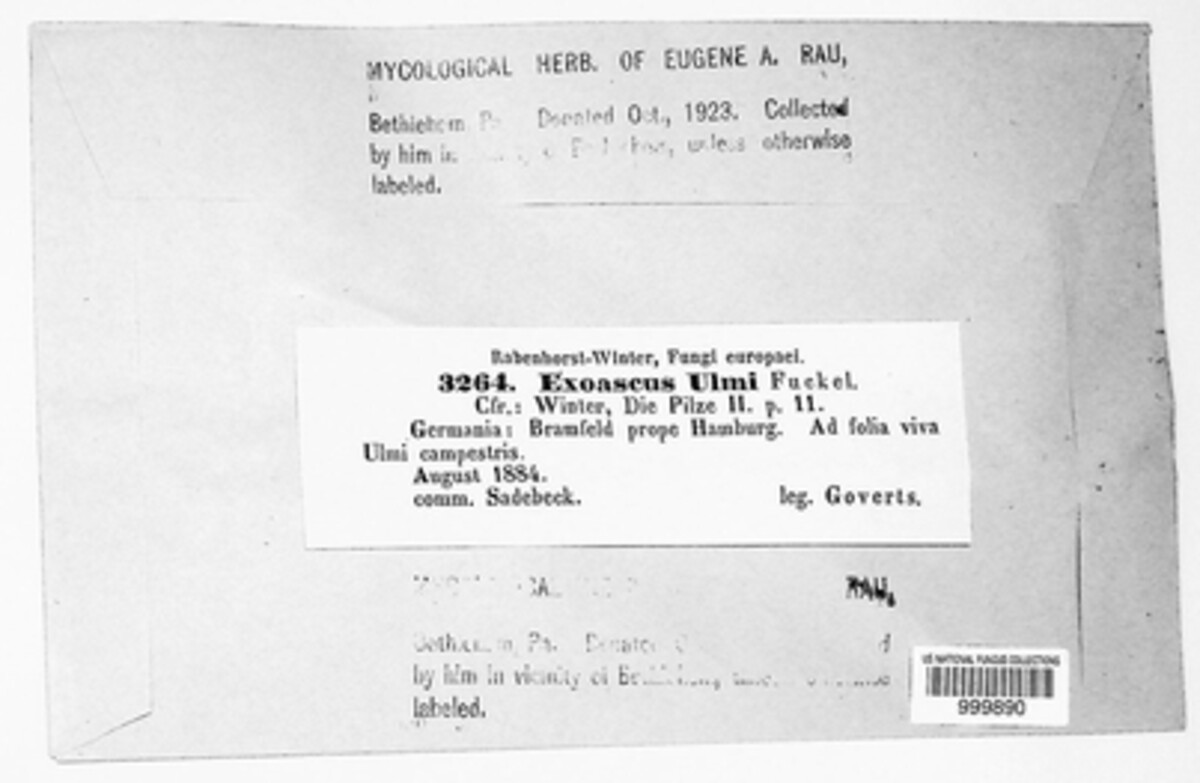 MYCOLOGICAL HERB. OF EUGENE A. RAU,
Bethlehem Pa. Donated Oct., 1923. Collected
by him in unless otherwise
labeled.
Rabenhorst-Winter, Fungi europaei.
3264. Exoascus Ulmi Fuckel.
Cfr.: Winter, Die Pilze II. p. 11.
Germania: Bramfeld prope Hamburg. Ad folia viva
Ulmi campestris.
August 1884.
comm. Sadebeck. leg. Goverts.
RAU,
Pa.
by him in vicinity of
labeled.
US NATIONAL FUNGUS COLLECTIONS
999890